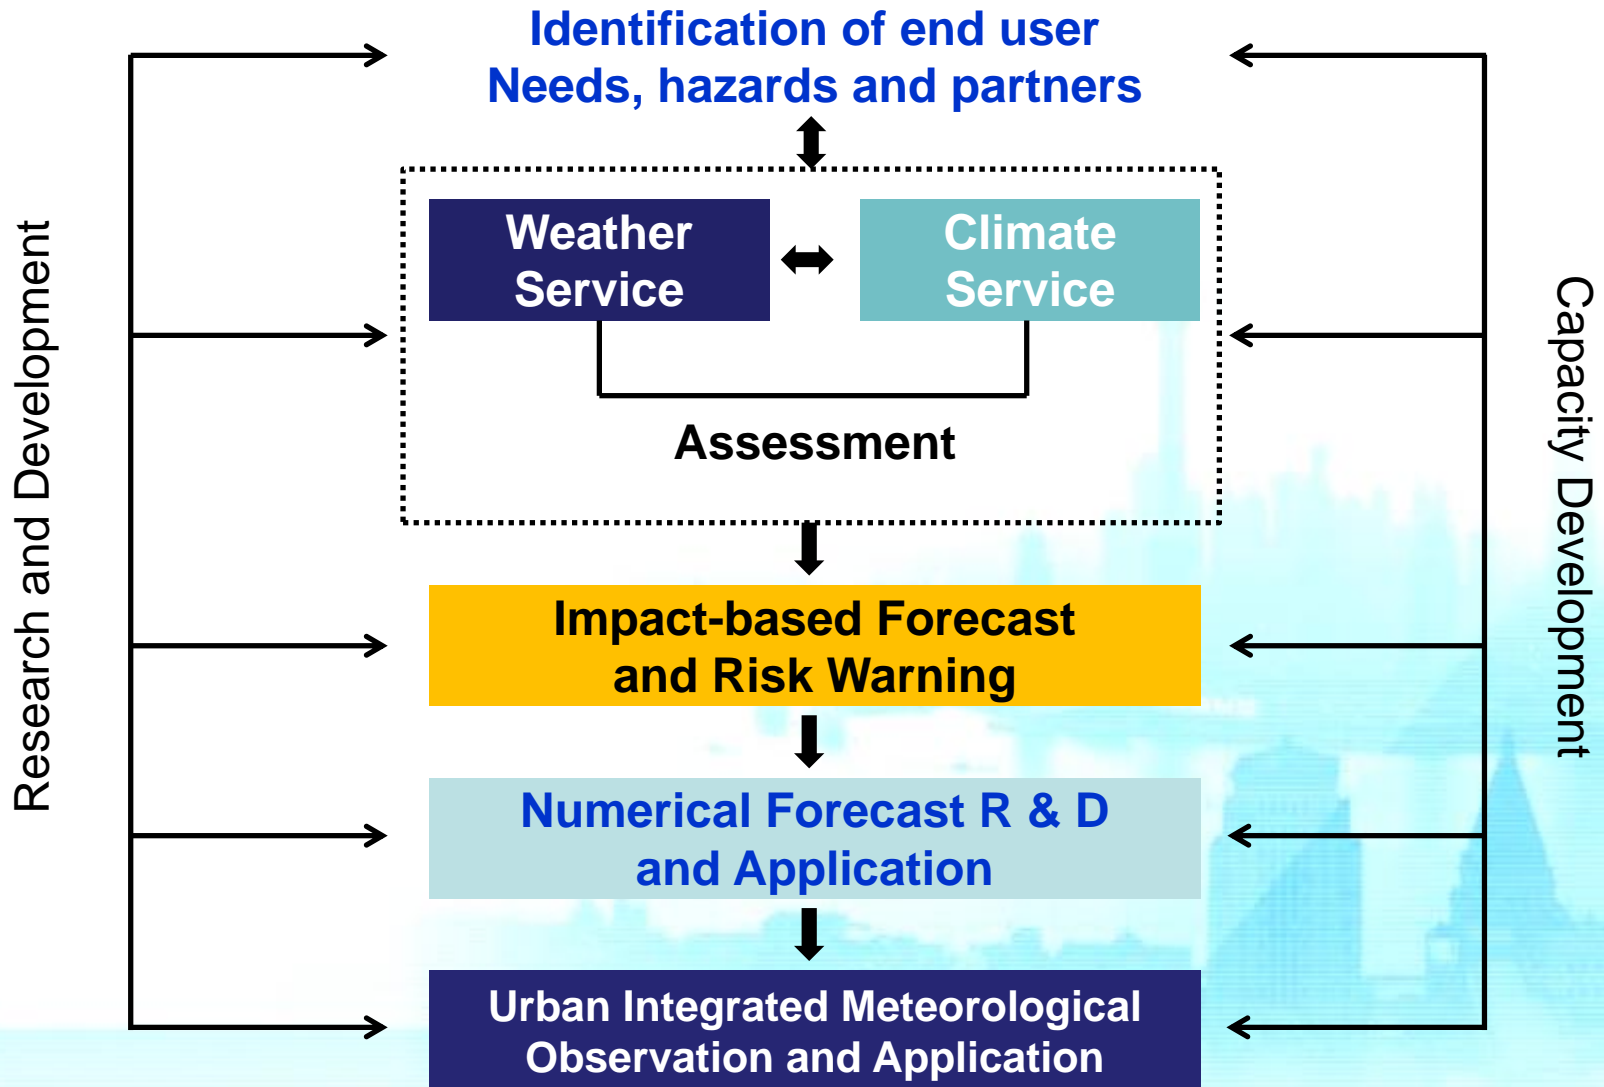 Identification of end user
Needs, hazards and partners
Weather
Service
Climate
Service
Assessment
Research and Development
Capacity Development
Impact-based Forecast
and Risk Warning
Numerical Forecast R & D
and Application
Urban Integrated Meteorological
Observation and Application